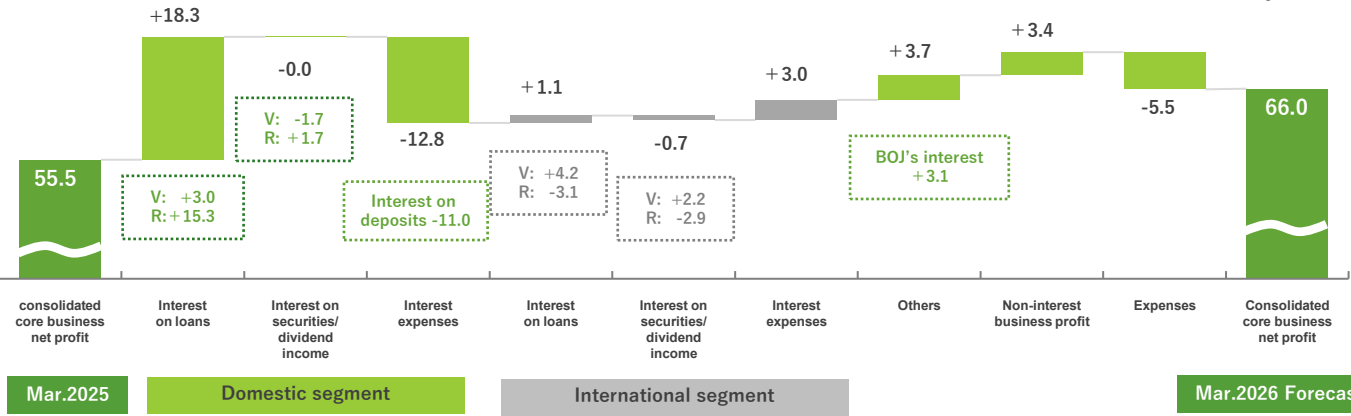 +18.3
-0.0
V: -1.7
R: +1.7
-12.8
+1.1
+3.0
-0.7
+3.7
+3.4
-5.5
66.0
55.5
V: +3.0
R:+15.3
Interest on
deposits -11.0
V: +4.2
R: -3.1
V: +2.2
R: -2.9
BOJ's interest
+3.1
consolidated
core business
net profit
Interest
on loans
Interest on
securities/
dividend
income
Interest
expenses
Interest
on loans
Interest on
securities/
dividend
income
Interest
expenses
Others
Non-interest
business profit
Expenses
Consolidated
core business
net profit
Mar.2025
Domestic segment
International segment
Mar.2026 Forecas